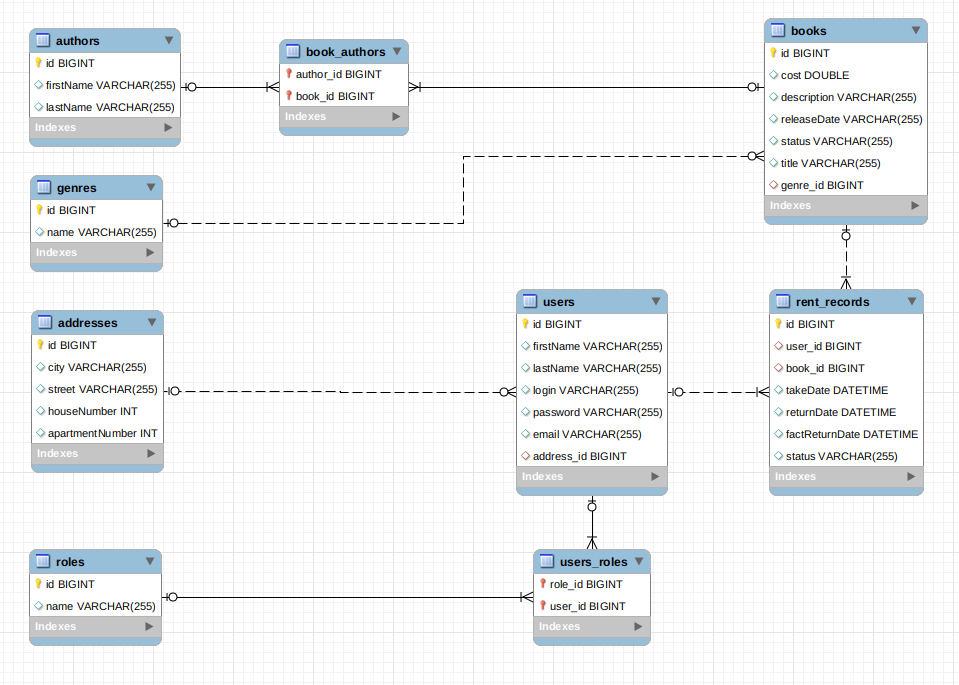 authors
id BIGINT
firstName VARCHAR(255)
lastName VARCHAR(255)
Indexes
book_authors
author_id BIGINT
book_id BIGINT
Indexes
books
id BIGINT
cost DOUBLE
description VARCHAR(255)
releaseDate VARCHAR(255)
status VARCHAR(255)
title VARCHAR(255)
genre_id BIGINT
Indexes
genres
id BIGINT
name VARCHAR(255)
Indexes
addresses
id BIGINT
city VARCHAR(255)
street VARCHAR(255)
houseNumber INT
apartmentNumber INT
Indexes
users
id BIGINT
firstName VARCHAR(255)
lastName VARCHAR(255)
login VARCHAR(255)
password VARCHAR(255)
email VARCHAR(255)
address_id BIGINT
Indexes
rent_records
id BIGINT
user_id BIGINT
book_id BIGINT
takeDate DATETIME
returnDate DATETIME
factReturnDate DATETIME
status VARCHAR(255)
Indexes
roles
id BIGINT
name VARCHAR(255)
Indexes
users_roles
role_id BIGINT
user_id BIGINT
Indexes